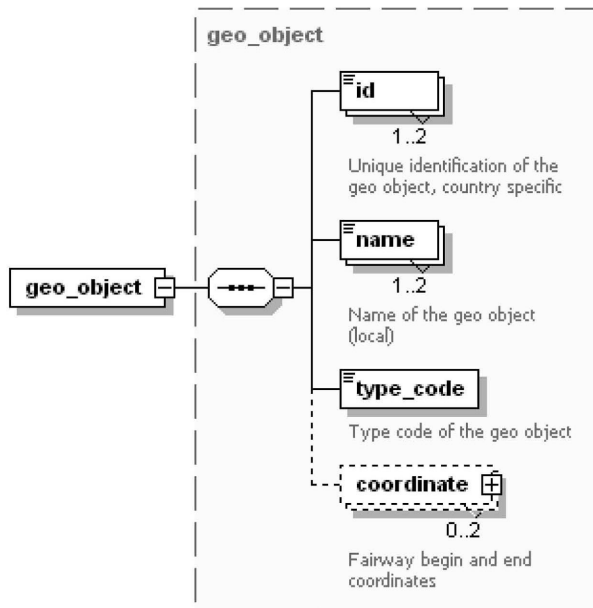 geo_object
id
1..2
Unique identification of the
geo object, country specific
name
1..2
Name of the geo object
(local)
geo_object
type_code
Type code of the geo object
coordinate
0..2
Fairway begin and end
coordinates